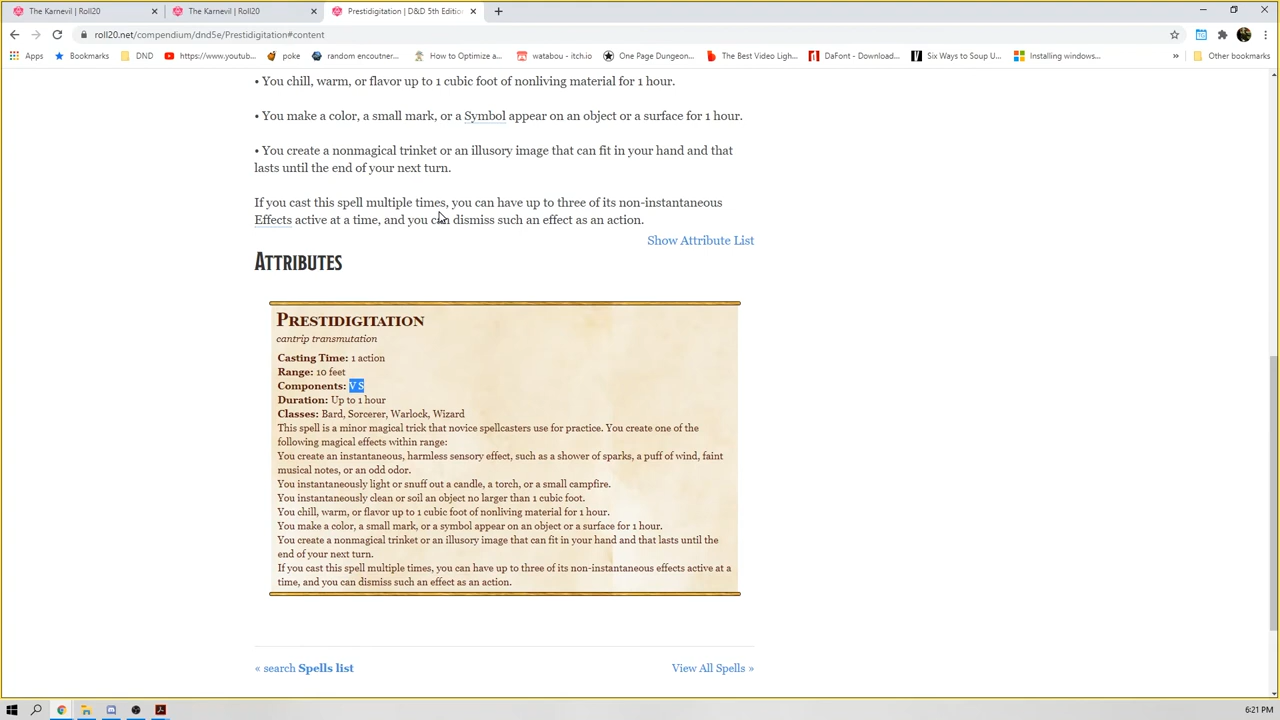 The Karnevil | Roll20
The Karnevil | Roll20
Prestidigitation | D&D 5th Editio
roll20.net/compendium/dnd5e/Prestidigitation#content
Apps
Bookmarks
DND
https://www.youtub...
poke
random encoutner...
How to Optimize a...
watabou - itch.io
One Page Dungeon...
The Best Video Ligh...
DaFont - Download...
Six Ways to Soup U...
Installing windows...
»
Other bookmarks
• You chill, warm, or flavor up to 1 cubic foot of nonliving material for 1 hour.
• You make a color, a small mark, or a Symbol appear on an object or a surface for 1 hour.
• You create a nonmagical trinket or an illusory image that can fit in your hand and that
lasts until the end of your next turn.
If you cast this spell multiple times, you can have up to three of its non-instantaneous
Effects active at a time, and you can dismiss such an effect as an action.
Show Attribute List
Attributes
Prestidigitation
cantrip transmutation
Casting Time: 1 action
Range: 10 feet
Components: V S
Duration: Up to 1 hour
Classes: Bard, Sorcerer, Warlock, Wizard
This spell is a minor magical trick that novice spellcasters use for practice. You create one of the
following magical effects within range:
You create an instantaneous, harmless sensory effect, such as a shower of sparks, a puff of wind, faint
musical notes, or an odd odor.
You instantaneously light or snuff out a candle, a torch, or a small campfire.
You instantaneously clean or soil an object no larger than 1 cubic foot.
You chill, warm, or flavor up to 1 cubic foot of nonliving material for 1 hour.
You make a color, a small mark, or a symbol appear on an object or a surface for 1 hour.
You create a nonmagical trinket or an illusory image that can fit in your hand and that lasts until the
end of your next turn.
If you cast this spell multiple times, you can have up to three of its non-instantaneous effects active at a
time, and you can dismiss such an effect as an action.
« search Spells list
View All Spells »
6:21 PM